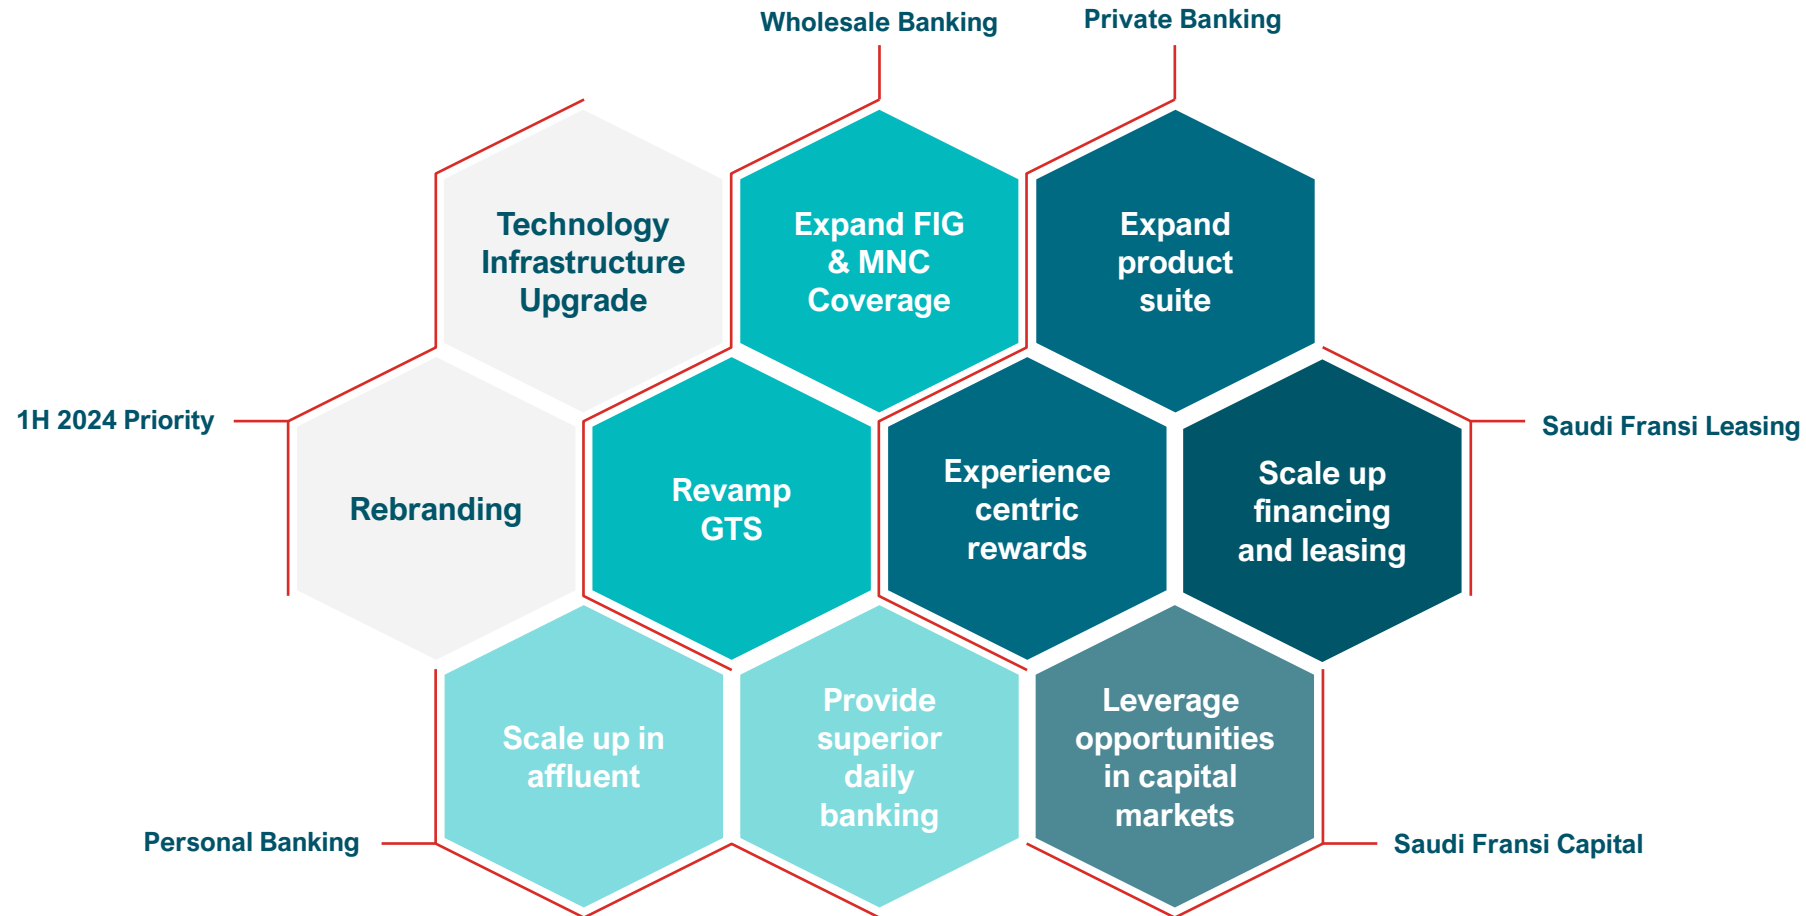 Wholesale Banking
Private Banking
Technology
Infrastructure
Upgrade
Expand FIG
& MNC
Coverage
Expand
product
suite
1H 2024 Priority
Saudi Fransi Leasing
Rebranding
Revamp
GTS
Experience
centric
rewards
Scale up
financing
and leasing
Scale up in
affluent
Provide
superior
daily
banking
Leverage
opportunities
in capital
markets
Personal Banking
Saudi Fransi Capital